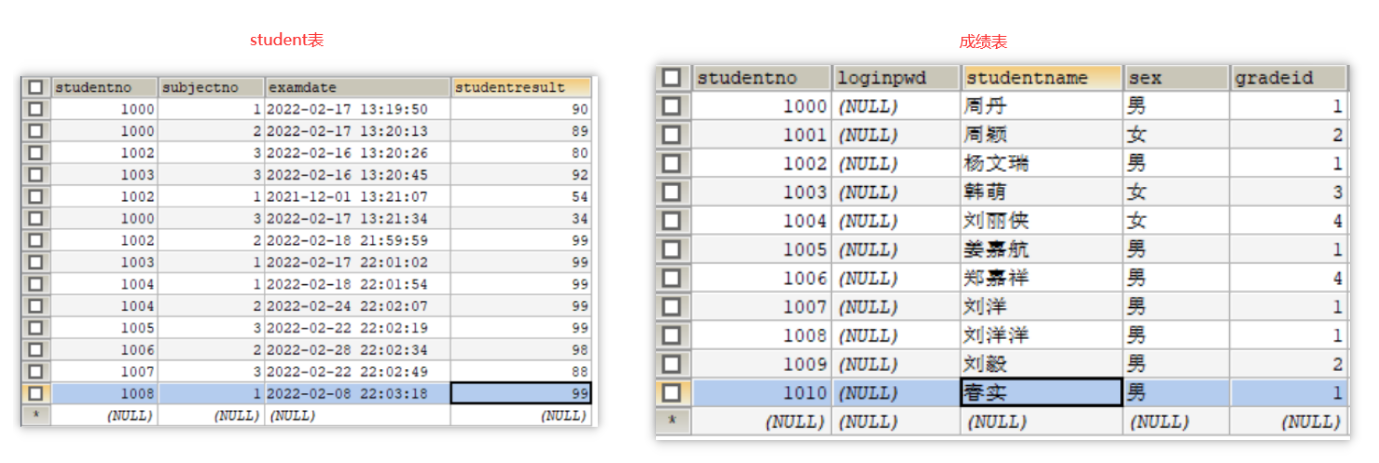 student表
studentno subjectno examdate studentresult
1000 1 2022-02-17 13:19:50 90
1000 2 2022-02-17 13:20:13 89
1002 3 2022-02-16 13:20:26 80
1003 3 2022-02-16 13:20:45 92
1002 1 2021-12-01 13:21:07 54
1000 3 2022-02-17 13:21:34 34
1002 2 2022-02-18 21:59:59 99
1003 1 2022-02-17 22:01:02 99
1004 1 2022-02-18 22:01:54 99
1004 2 2022-02-24 22:02:07 99
1005 3 2022-02-22 22:02:19 99
1006 2 2022-02-28 22:02:34 98
1007 3 2022-02-22 22:02:49 88
1008 1 2022-02-08 22:03:18 99
* (NULL) (NULL) (NULL) (NULL)
成绩表
studentno loginpwd studentname sex gradeid
1000 (NULL) 周丹 男 1
1001 (NULL) 周颖 女 2
1002 (NULL) 杨文瑞 男 1
1003 (NULL) 韩萌 女 3
1004 (NULL) 刘丽侠 女 4
1005 (NULL) 姜嘉航 男 1
1006 (NULL) 郑嘉祥 男 4
1007 (NULL) 刘洋 男 1
1008 (NULL) 刘洋洋 男 1
1009 (NULL) 刘毅 男 2
1010 (NULL) 春实 男 1
* (NULL) (NULL) (NULL) (NULL) (NULL)